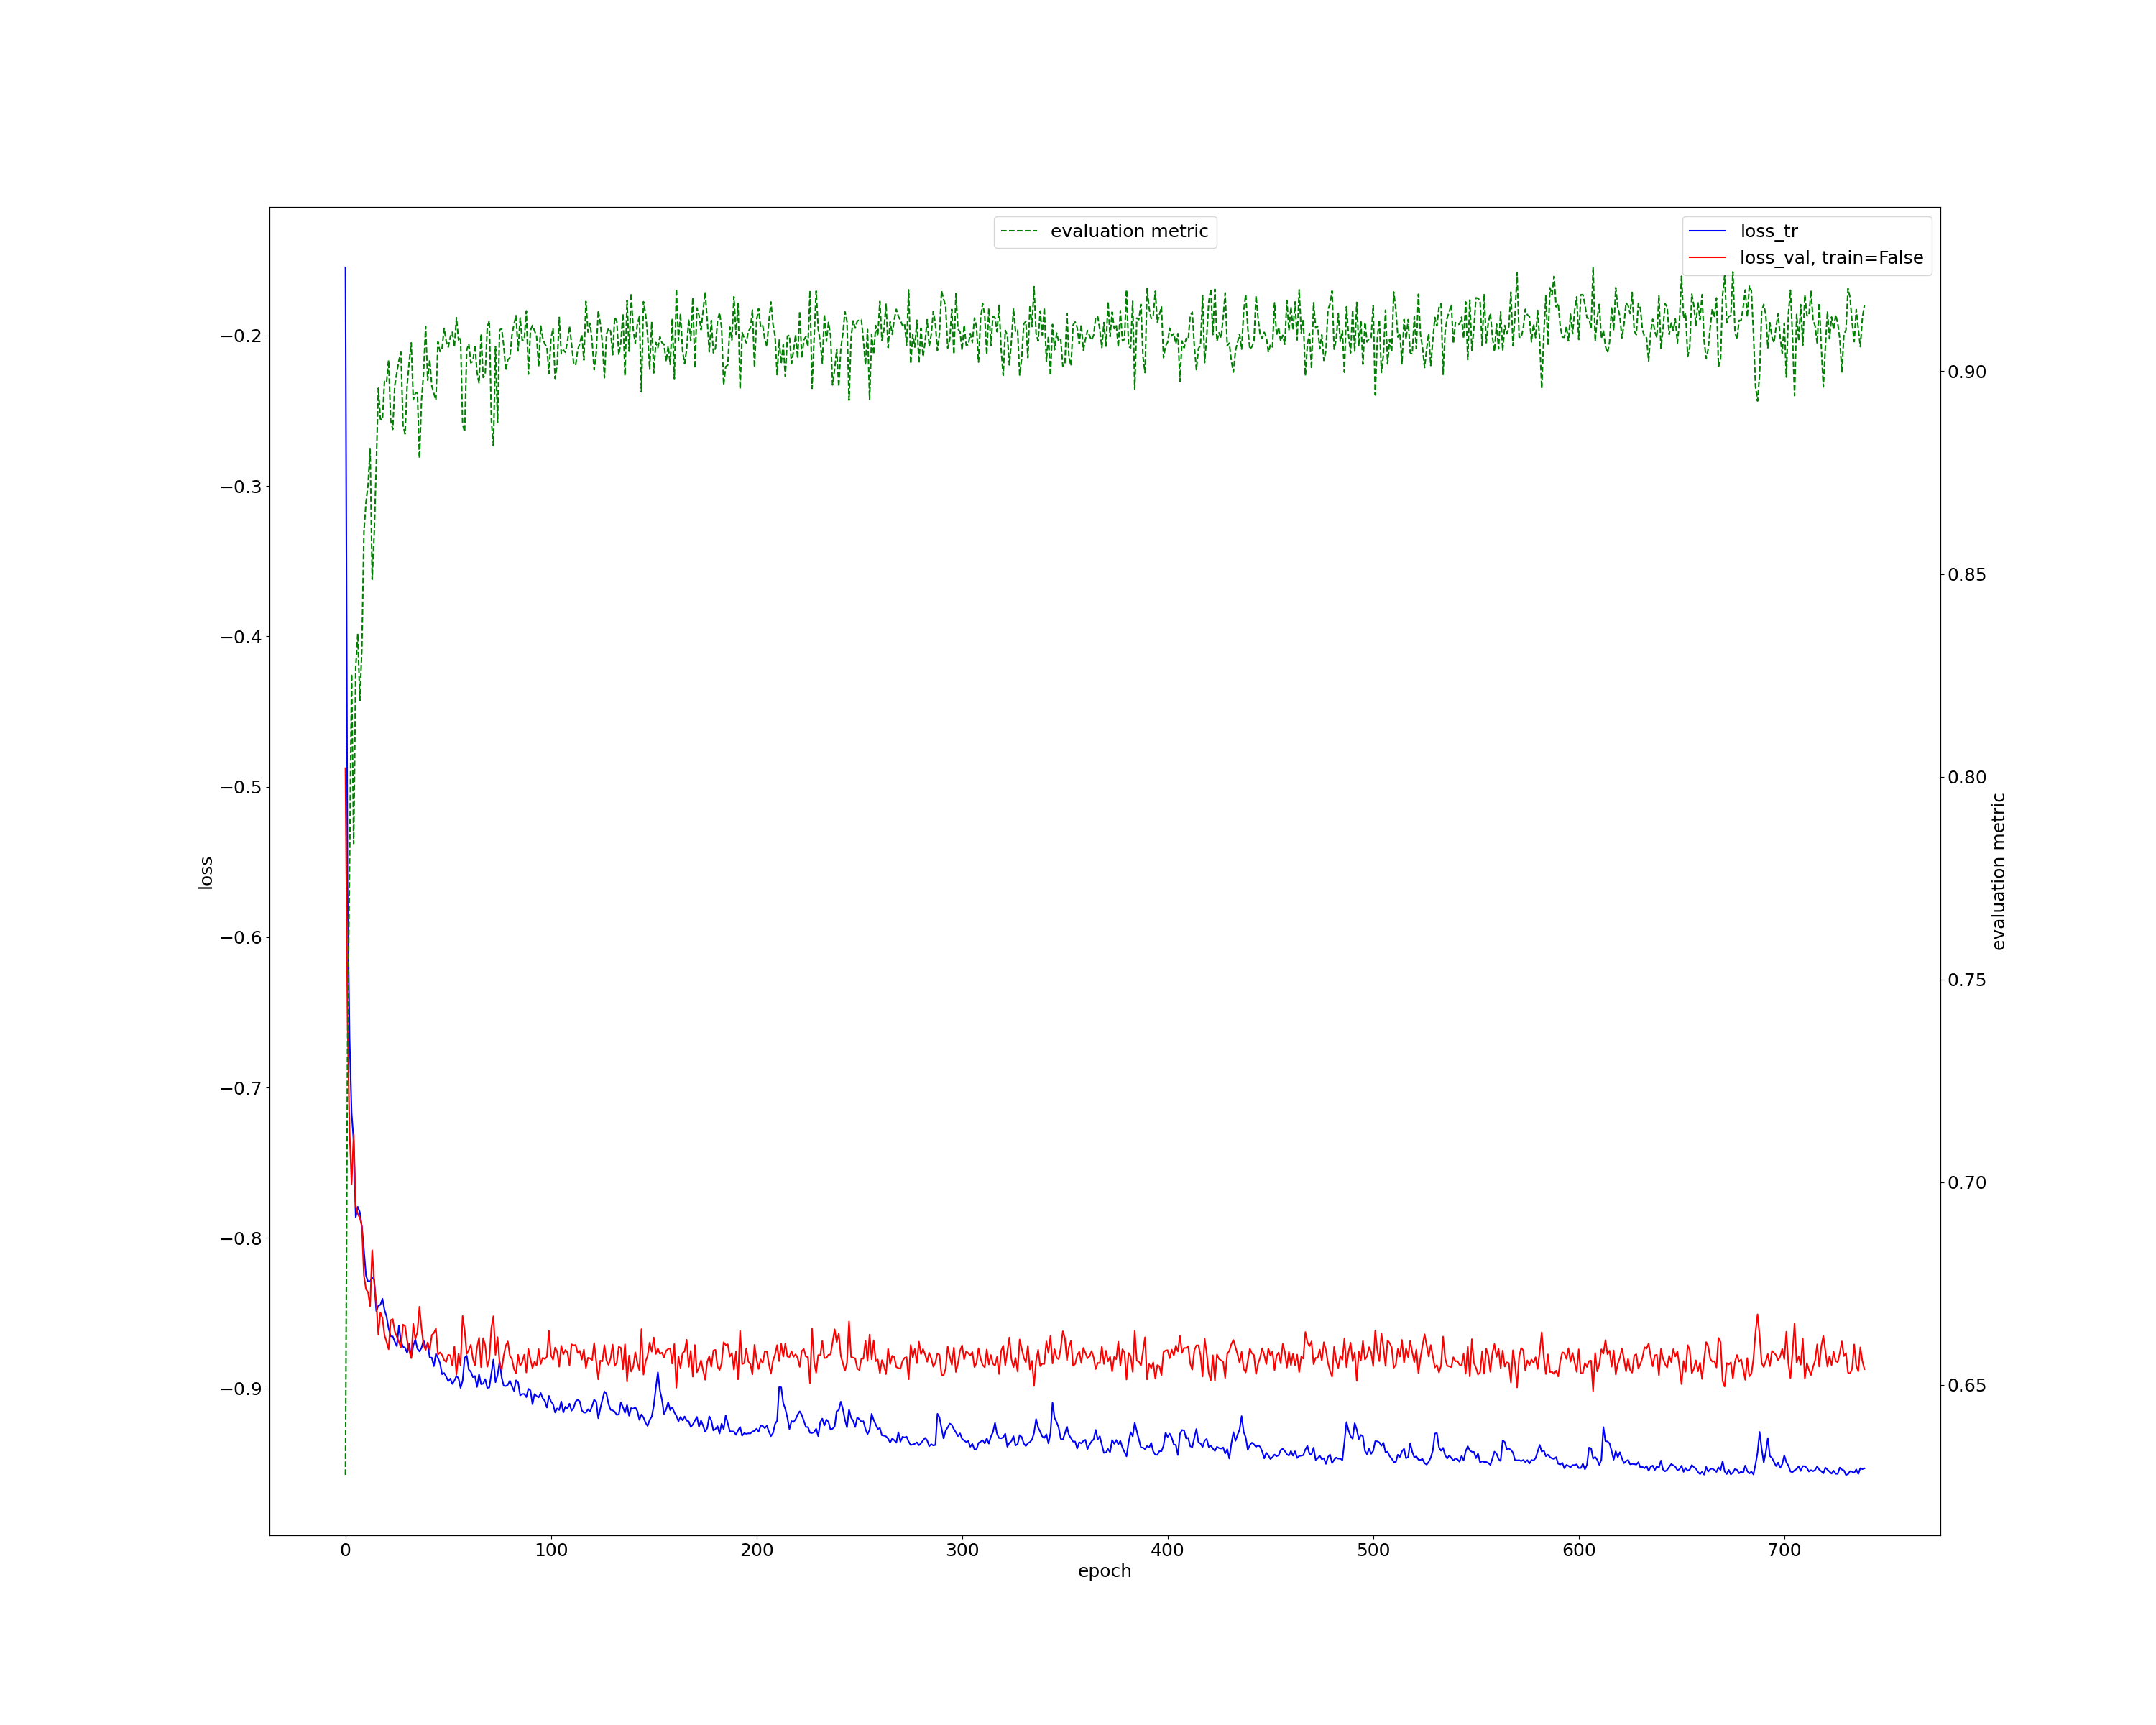 evaluation metric
loss_tr
loss_val, train=False
−0.2
−0.3
−0.4
−0.5
−0.6
−0.7
−0.8
−0.9
loss
0.90
0.85
0.80
0.75
0.70
0.65
evaluation metric
0 100 200 300 400 500 600 700
epoch